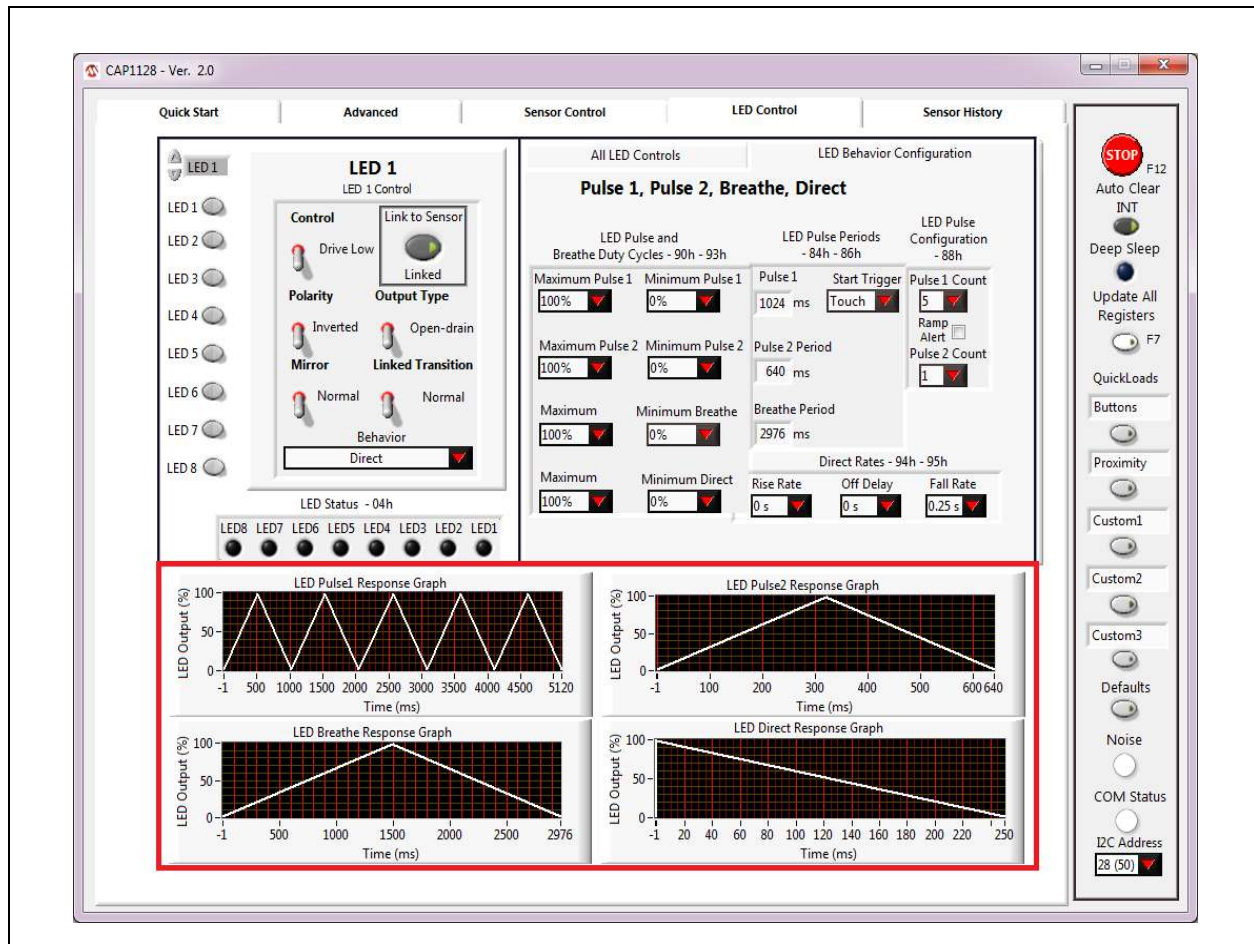 CAP1128 - Ver. 2.0
Quick Start
Advanced
Sensor Control
LED Control
Sensor History
LED 1
LED 1
LED 2
LED 3
LED 4
LED 5
LED 6
LED 7
LED 8
LED 1
LED 1 Control
Control
Drive Low
Link to Sensor
Linked
Polarity
Output Type
Inverted
Open-drain
Mirror
Linked Transition
Normal
Normal
Behavior
Direct
LED Status - 04h
LED8 LED7 LED6 LED5 LED4 LED3 LED2 LED1
All LED Controls
LED Behavior Configuration
Pulse 1, Pulse 2, Breathe, Direct
LED Pulse and
Breathe Duty Cycles - 90h - 93h
Maximum Pulse 1 Minimum Pulse 1
100% 0%
Maximum Pulse 2 Minimum Pulse 2
100% 0%
Maximum Minimum Breathe
100% 0%
Maximum Minimum Direct
100% 0%
LED Pulse Periods
- 84h - 86h
Pulse 1 Start Trigger
1024 ms Touch
Pulse 2 Period
640 ms
Breathe Period
2976 ms
LED Pulse
Configuration
- 88h
Pulse 1 Count
5
Ramp
Alert
Pulse 2 Count
1
Direct Rates - 94h - 95h
Rise Rate Off Delay Fall Rate
0 s 0 s 0.25 s
LED Pulse1 Response Graph
LED Output (%)
100
50
0
-1 500 1000 1500 2000 2500 3000 3500 4000 4500 5120
Time (ms)
LED Pulse2 Response Graph
LED Output (%)
100
50
0
-1 100 200 300 400 500 600 640
Time (ms)
LED Breathe Response Graph
LED Output (%)
100
50
0
-1 500 1000 1500 2000 2500 2976
Time (ms)
LED Direct Response Graph
LED Output (%)
100
50
0
-1 20 40 60 80 100 120 140 160 180 200 220 250
Time (ms)
STOP
F12
Auto Clear
INT
Deep Sleep
Update All
Registers
F7
QuickLoads
Buttons
Proximity
Custom1
Custom2
Custom3
Defaults
Noise
COM Status
I2C Address
28 (50)